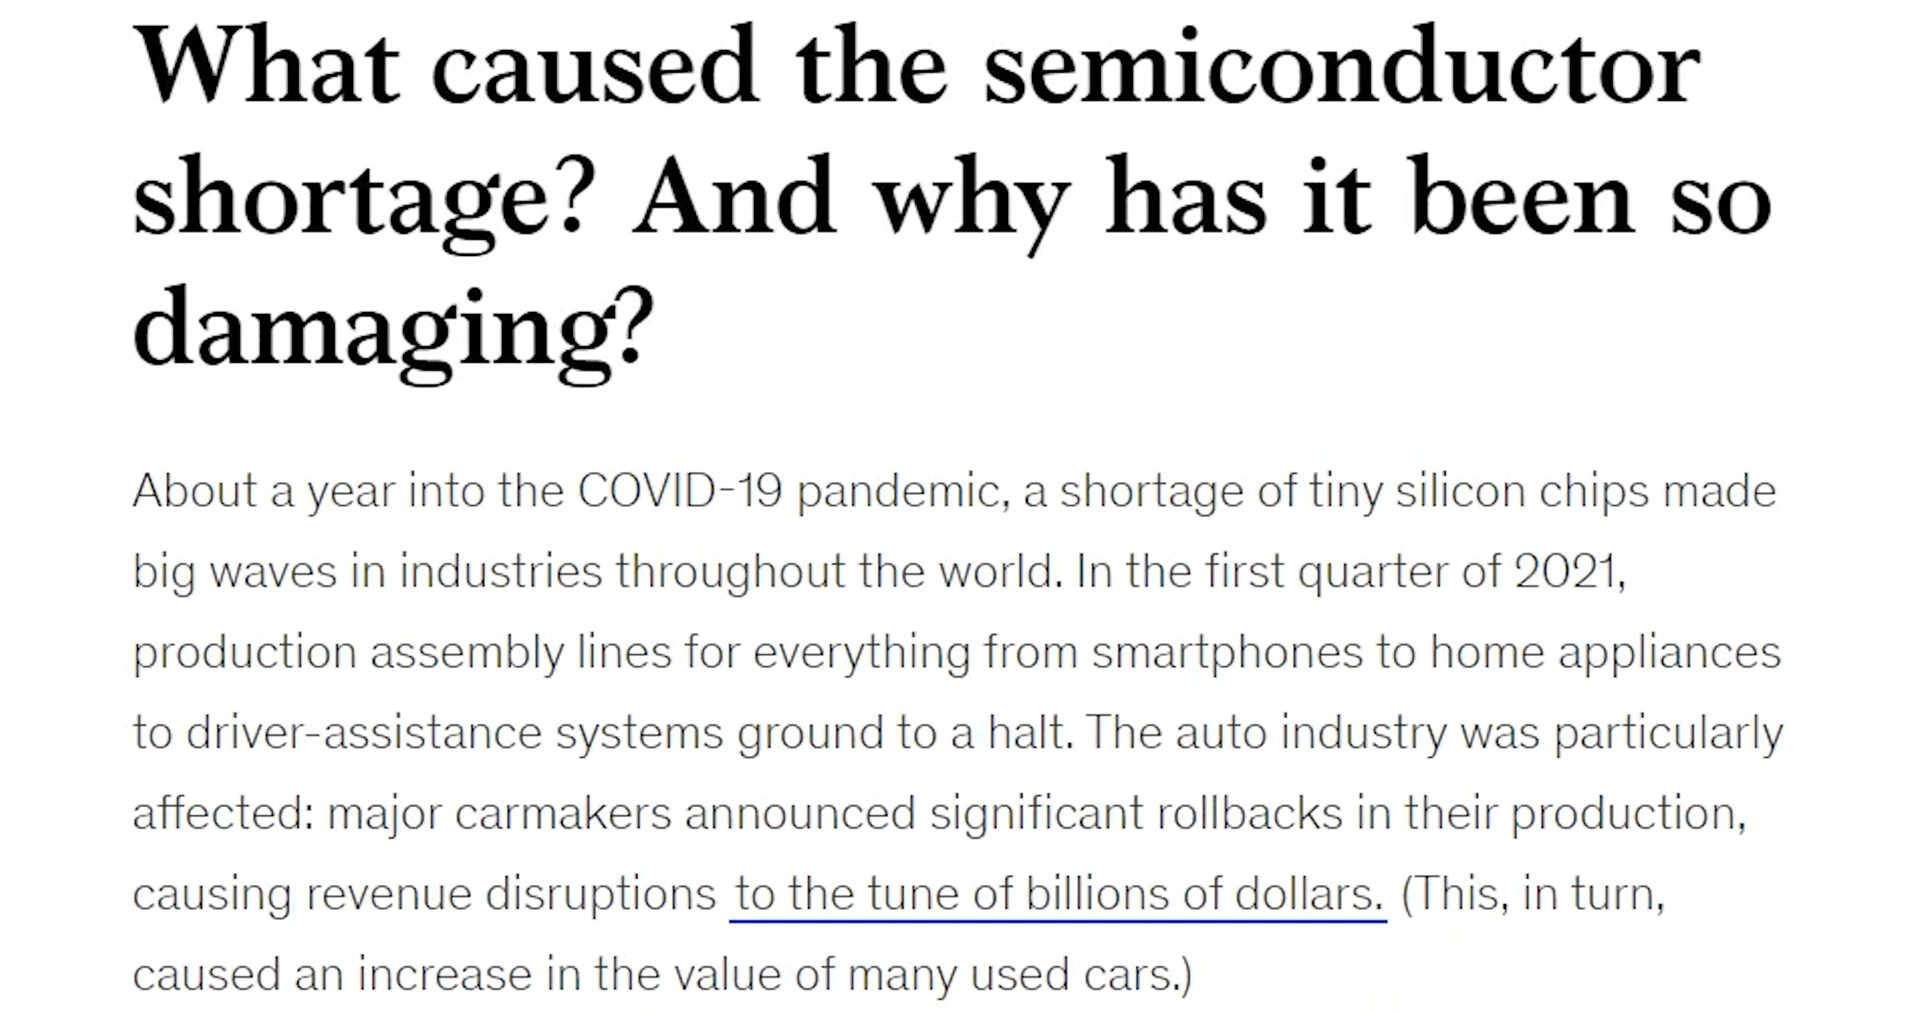 What caused the semiconductor
shortage? And why has it been so
damaging?
About a year into the COVID-19 pandemic, a shortage of tiny silicon chips made
big waves in industries throughout the world. In the first quarter of 2021,
production assembly lines for everything from smartphones to home appliances
to driver-assistance systems ground to a halt. The auto industry was particularly
affected: major carmakers announced significant rollbacks in their production,
causing revenue disruptions to the tune of billions of dollars. (This, in turn,
caused an increase in the value of many used cars.)